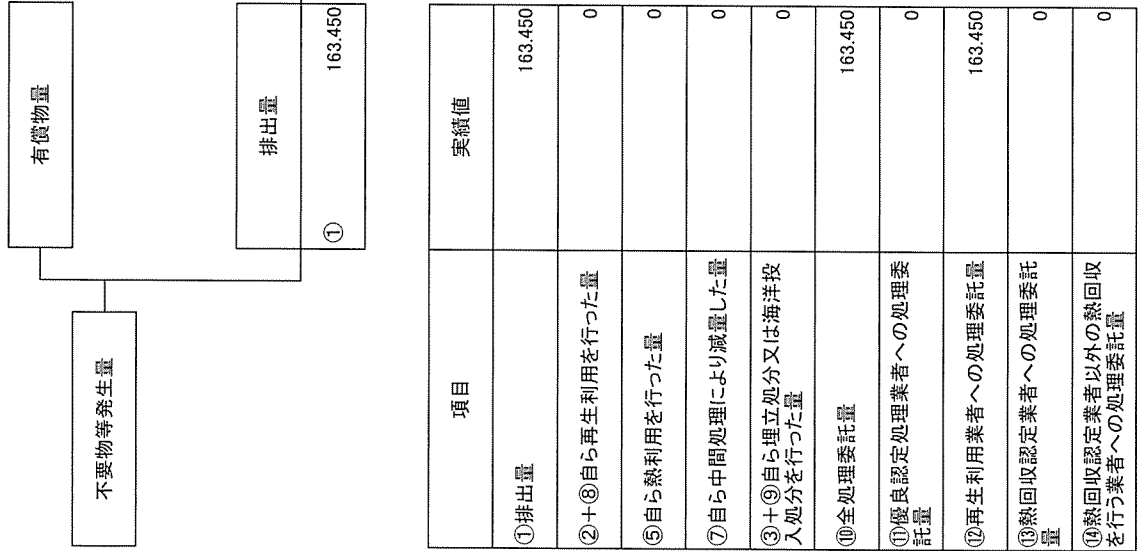 有償物量
不要物等発生量
排出量
① 163.450
項目 実績値
①排出量 163.450
②+⑧自ら再生利用を行った量 0
⑤自ら熱利用を行った量 0
⑦自ら中間処理により減量した量 0
③+⑨自ら埋立処分又は海洋投
入処分を行った量 0
⑩全処理委託量 163.450
⑪優良認定処理業者への処理委
託量 0
⑫再生利用業者への処理委託量 163.450
⑬熱回収認定業者への処理委託
量 0
⑭熱回収認定業者以外の熱回収
を行う業者への処理委託量 0